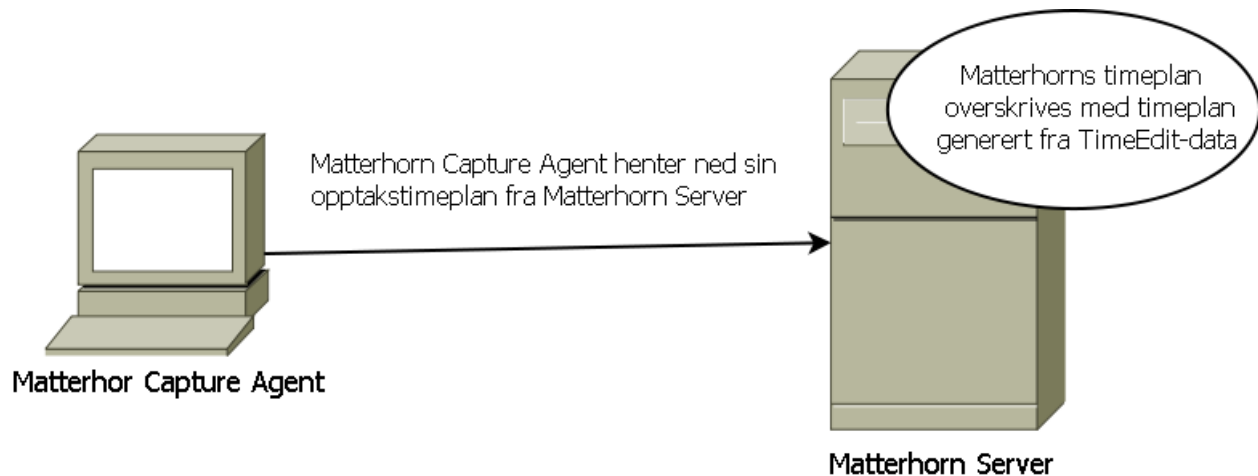 Matterhorns timeplan
overskrives med timeplan
generert fra TimeEdit-data
Matterhorn Capture Agent henter ned sin
opptakstimeplan fra Matterhorn Server
Matterhor Capture Agent
Matterhorn Server